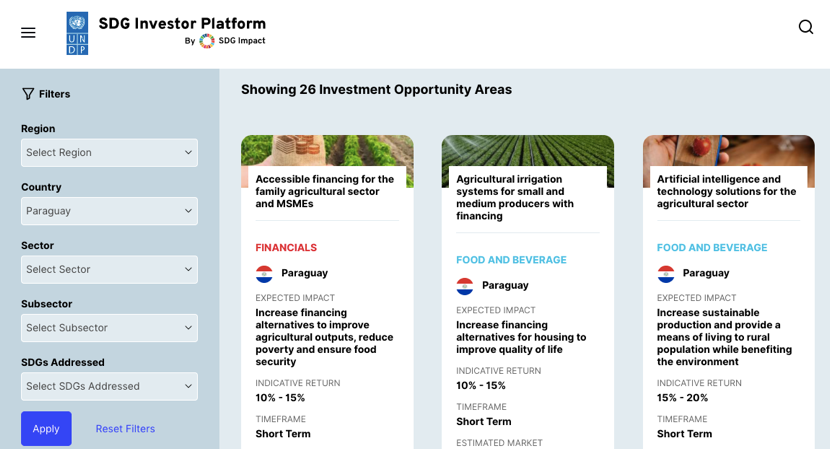 SDG Investor Platform
UN
DP
By SDG Impact
Filters
Region
Select Region
Country
Paraguay
Sector
Select Sector
Subsector
Select Subsector
SDGs Addressed
Select SDGs Addressed
Apply
Reset Filters
Showing 26 Investment Opportunity Areas
Accessible financing for the
family agricultural sector
and MSMEs
FINANCIALS
Paraguay
EXPECTED IMPACT
Increase financing
alternatives to improve
agricultural outputs, reduce
poverty and ensure food
security
INDICATIVE RETURN
10% - 15%
TIMEFRAME
Short Term
Agricultural irrigation
systems for small and
medium producers with
financing
FOOD AND BEVERAGE
Paraguay
EXPECTED IMPACT
Increase financing
alternatives for housing to
improve quality of life
INDICATIVE RETURN
10% - 15%
TIMEFRAME
Short Term
ESTIMATED MARKET
Artificial intelligence and
technology solutions for the
agricultural sector
FOOD AND BEVERAGE
Paraguay
EXPECTED IMPACT
Increase sustainable
production and provide a
means of living to rural
population while benefiting
the environment
INDICATIVE RETURN
15% - 20%
TIMEFRAME
Short Term